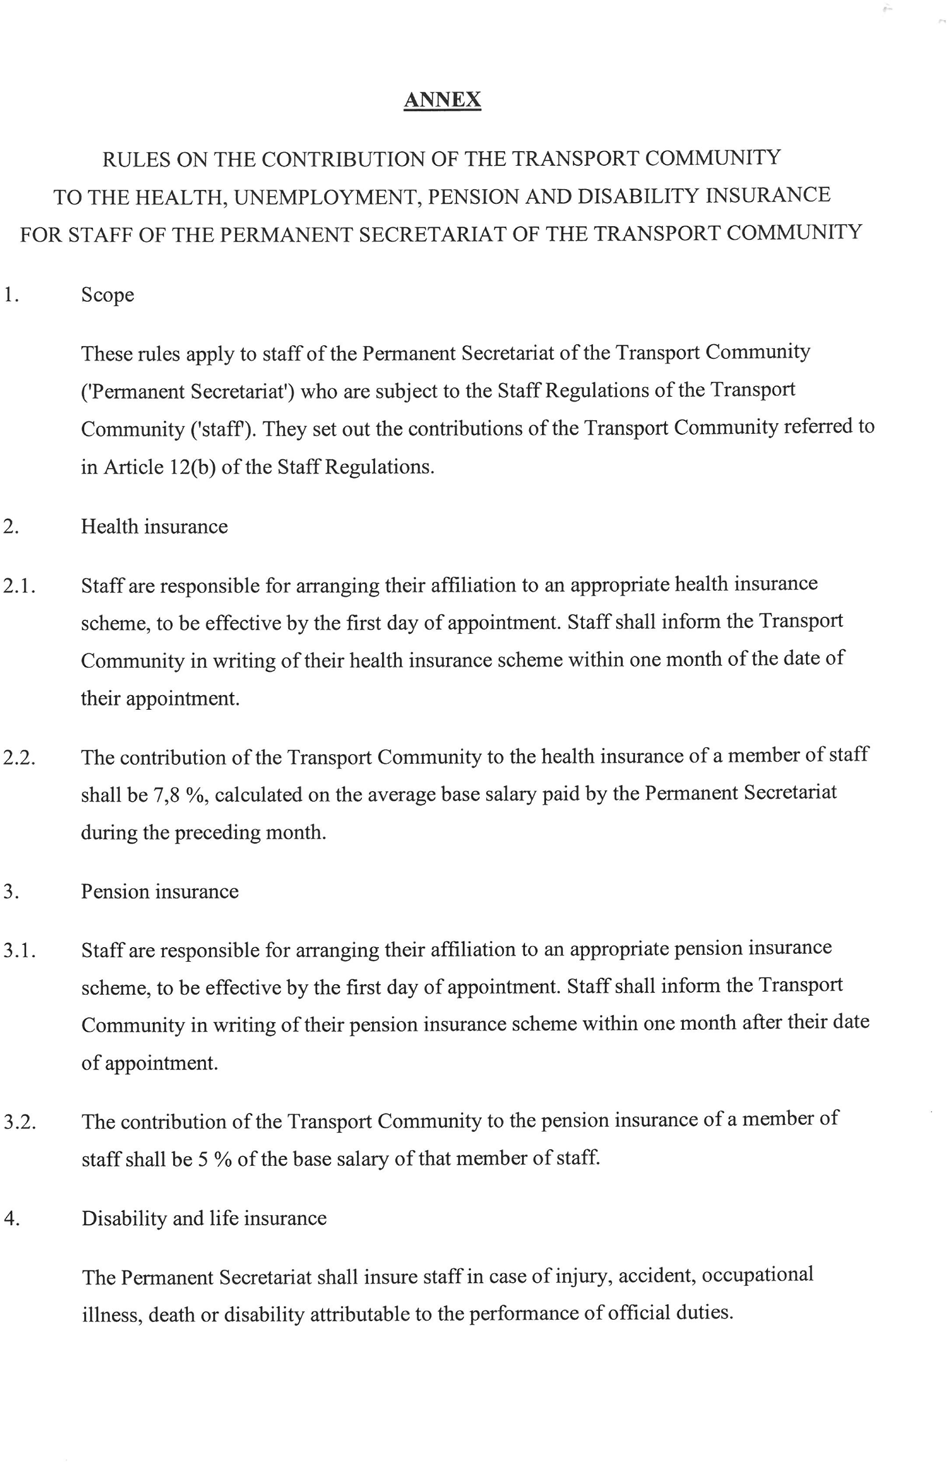 ANNEX
RULES ON THE CONTRIBUTION OF THE TRANSPORT COMMUNITY
TO THE HEALTH, UNEMPLOYMENT, PENSION AND DISABILITY INSURANCE
FOR STAFF OF THE PERMANENT SECRETARIAT OF THE TRANSPORT COMMUNITY
1. Scope
These rules apply to staff of the Permanent Secretariat of the Transport Community
('Permanent Secretariat') who are subject to the Staff Regulations of the Transport
Community ('staff'). They set out the contributions of the Transport Community referred to
in Article 12(b) of the Staff Regulations.
2. Health insurance
2.1. Staff are responsible for arranging their affiliation to an appropriate health insurance
scheme, to be effective by the first day of appointment. Staff shall inform the Transport
Community in writing of their health insurance scheme within one month of the date of
their appointment.
2.2. The contribution of the Transport Community to the health insurance of a member of staff
shall be 7,8 %, calculated on the average base salary paid by the Permanent Secretariat
during the preceding month.
3. Pension insurance
3.1. Staff are responsible for arranging their affiliation to an appropriate pension insurance
scheme, to be effective by the first day of appointment. Staff shall inform the Transport
Community in writing of their pension insurance scheme within one month after their date
of appointment.
3.2. The contribution of the Transport Community to the pension insurance of a member of
staff shall be 5 % of the base salary of that member of staff.
4. Disability and life insurance
The Permanent Secretariat shall insure staff in case of injury, accident, occupational
illness, death or disability attributable to the performance of official duties.